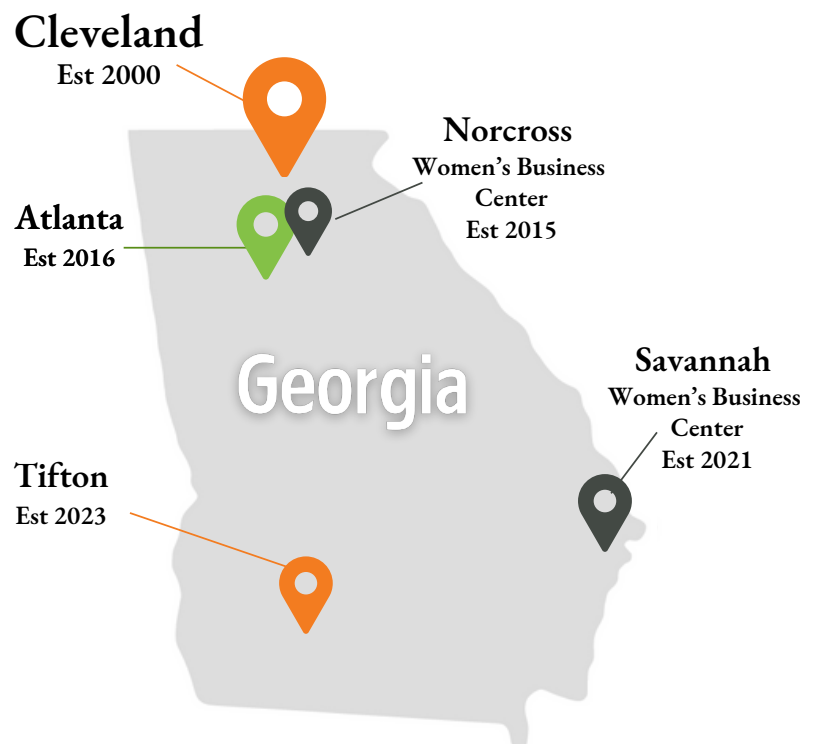 Cleveland
Est 2000
Norcross
Women's Business
Center
Est 2015
Atlanta
Est 2016
Georgia
Savannah
Women's Business
Center
Est 2021
Tifton
Est 2023